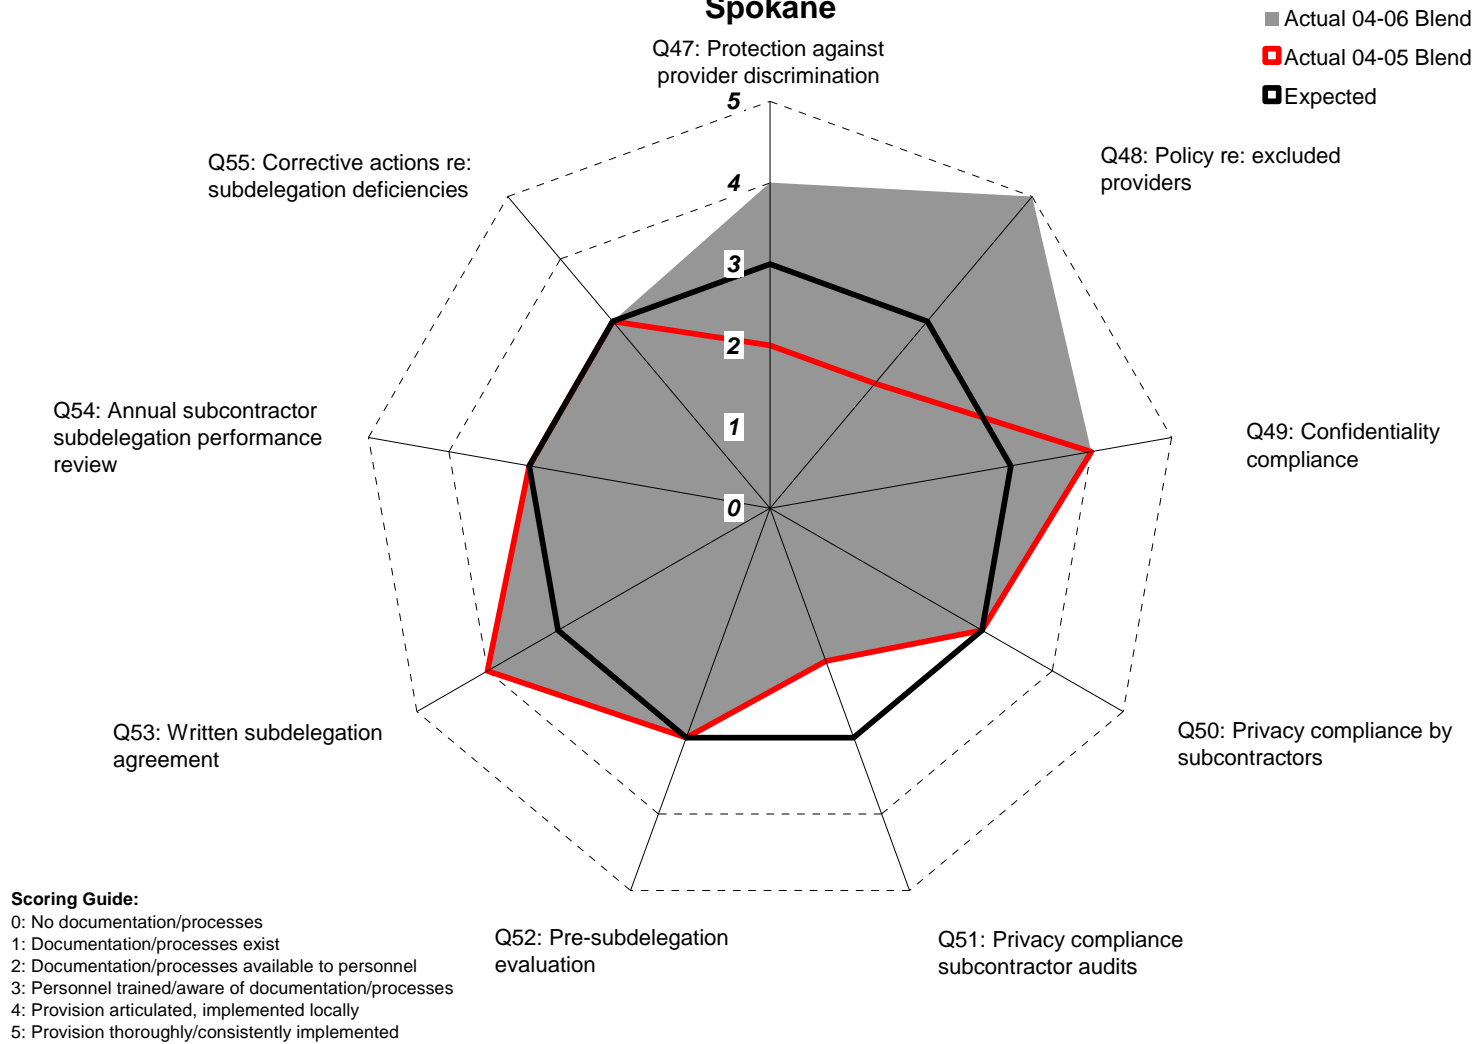 Spokane
Actual 04-06 Blend
Actual 04-05 Blend
Expected
Q47: Protection against
provider discrimination
Q48: Policy re: excluded
providers
Q49: Confidentiality
compliance
Q50: Privacy compliance by
subcontractors
Q51: Privacy compliance
subcontractor audits
Q52: Pre-subdelegation
evaluation
Q53: Written subdelegation
agreement
Q54: Annual subcontractor
subdelegation performance
review
Q55: Corrective actions re:
subdelegation deficiencies
5
4
3
2
1
0
Scoring Guide:
0: No documentation/processes
1: Documentation/processes exist
2: Documentation/processes available to personnel
3: Personnel trained/aware of documentation/processes
4: Provision articulated, implemented locally
5: Provision thoroughly/consistently implemented